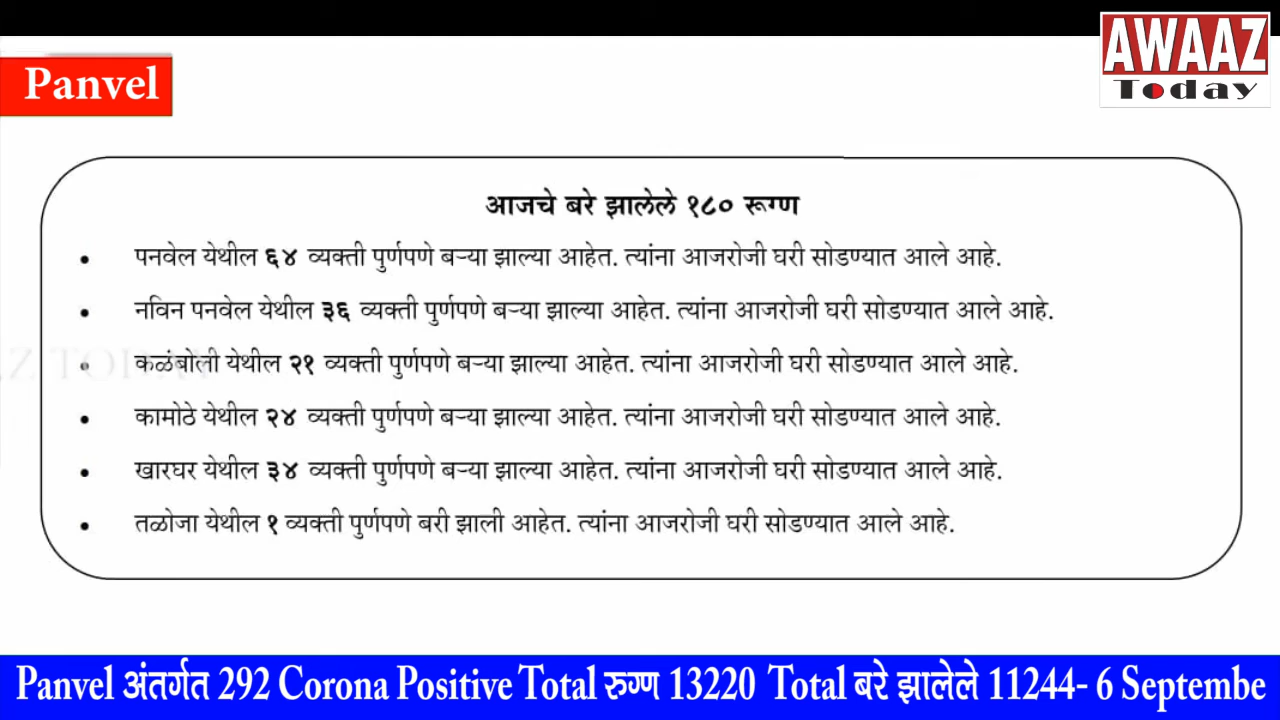 AWAAZ
Today
Panvel
आजचे बरे झालेले १८० रूग्ण
• पनवेल येथील ६४ व्यक्ती पुर्णपणे बऱ्या झाल्या आहेत. त्यांना आजरोजी घरी सोडण्यात आले आहे.
• नविन पनवेल येथील ३६ व्यक्ती पुर्णपणे बऱ्या झाल्या आहेत. त्यांना आजरोजी घरी सोडण्यात आले आहे.
• कळंबोली येथील २१ व्यक्ती पुर्णपणे बऱ्या झाल्या आहेत. त्यांना आजरोजी घरी सोडण्यात आले आहे.
• कामोठे येथील २४ व्यक्ती पुर्णपणे बऱ्या झाल्या आहेत. त्यांना आजरोजी घरी सोडण्यात आले आहे.
• खारघर येथील ३४ व्यक्ती पुर्णपणे बऱ्या झाल्या आहेत. त्यांना आजरोजी घरी सोडण्यात आले आहे.
• तळोजा येथील १ व्यक्ती पुर्णपणे बरी झाली आहेत. त्यांना आजरोजी घरी सोडण्यात आले आहे.
AZ TODAY
Panvel अंतर्गत 292 Corona Positive Total रुग्ण 13220 Total बरे झालेले 11244- 6 Septembe